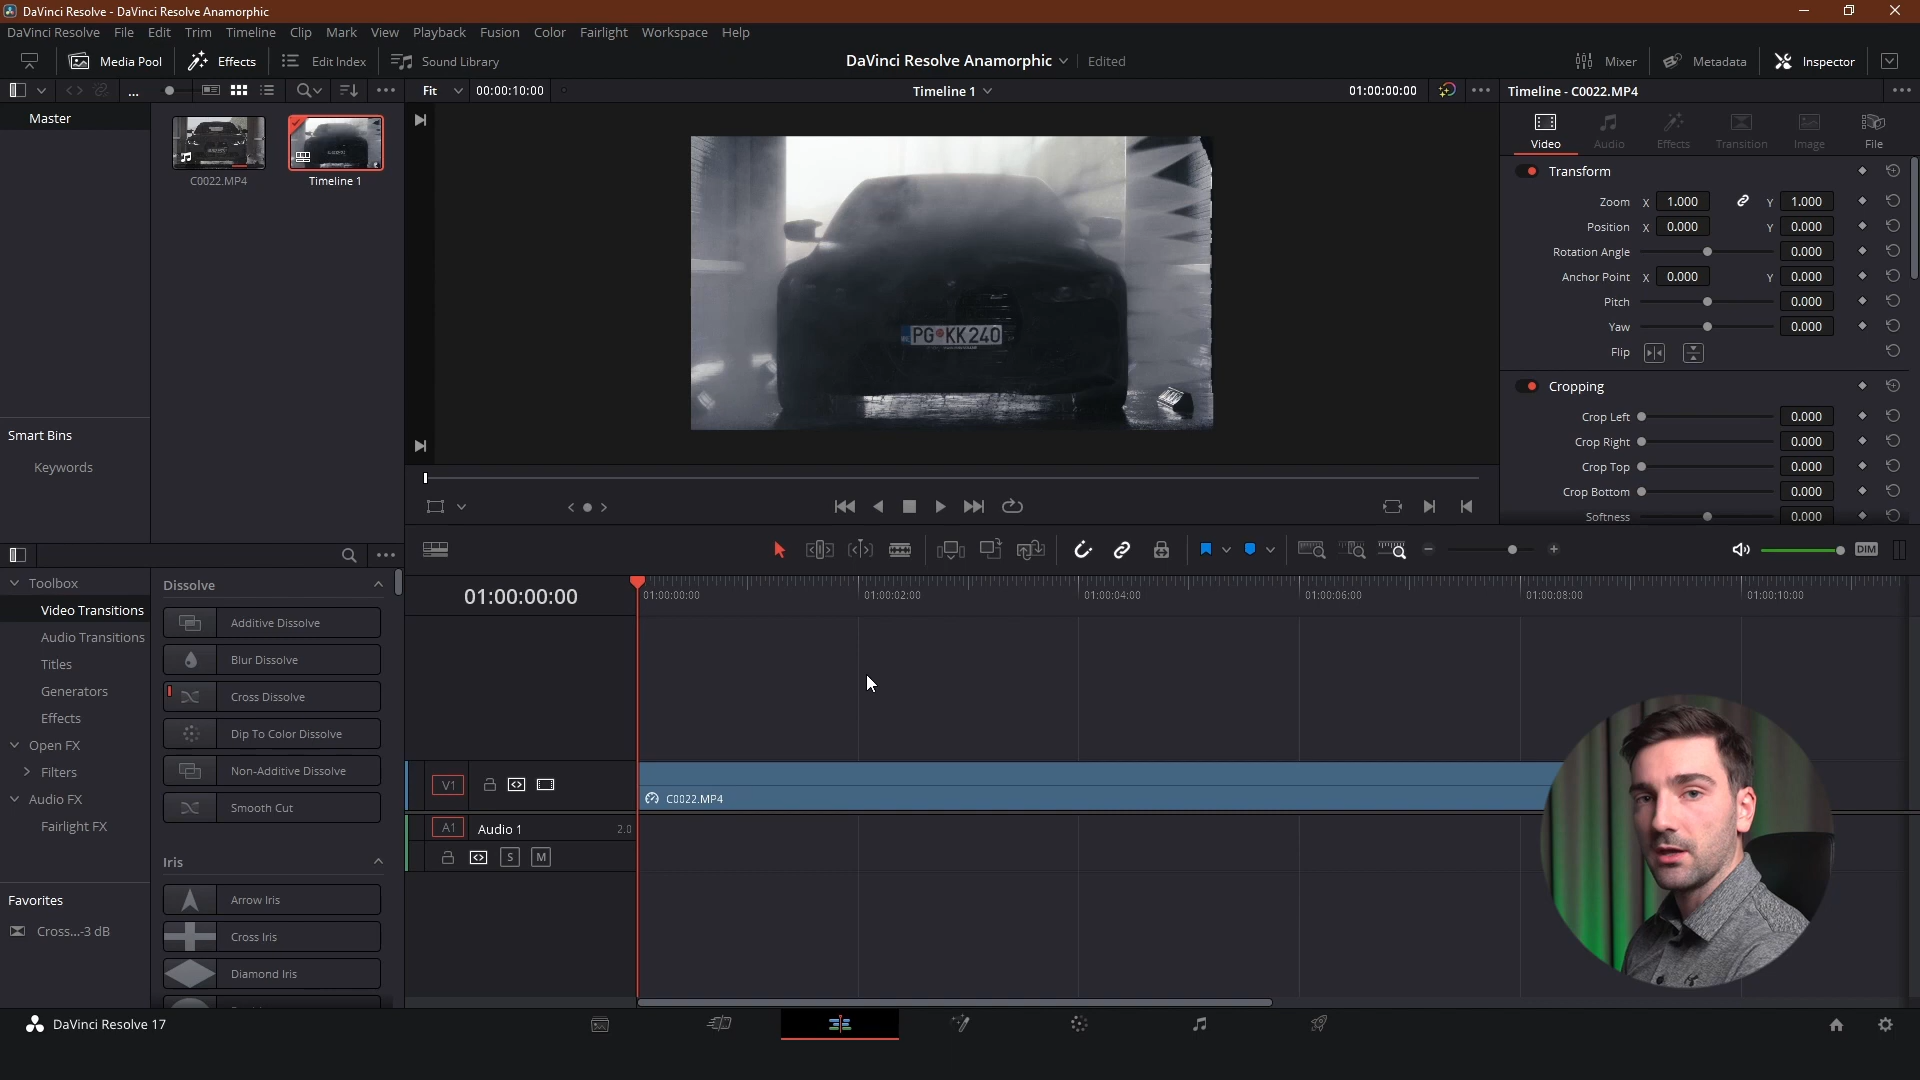 DaVinci Resolve - DaVinci Resolve Anamorphic
DaVinci Resolve File Edit Trim Timeline Clip Mark View Playback Fusion Color Fairlight Workspace Help
Media Pool Effects Edit Index Sound Library DaVinci Resolve Anamorphic Edited Mixer Metadata Inspector
... Fit 00:00:10:00 Timeline 1 01:00:00:00 Timeline - C0022.MP4
Master
C0022.MP4 Timeline 1
Smart Bins
Keywords
PG KK240
Video Audio Effects Transition Image File
Transform
Zoom X 1.000 Y 1.000
Position X 0.000 Y 0.000
Rotation Angle 0.000
Anchor Point X 0.000 Y 0.000
Pitch 0.000
Yaw 0.000
Flip
Cropping
Crop Left 0.000
Crop Right 0.000
Crop Top 0.000
Crop Bottom 0.000
Softness 0.000
DIM
Toolbox
Video Transitions
Audio Transitions
Titles
Generators
Effects
Open FX
Filters
Audio FX
Fairlight FX
Favorites
Cross...-3 dB
Dissolve
Additive Dissolve
Blur Dissolve
Cross Dissolve
Dip To Color Dissolve
Non-Additive Dissolve
Smooth Cut
Iris
Arrow Iris
Cross Iris
Diamond Iris
01:00:00:00
01:00:00:00 01:00:02:00 01:00:04:00 01:00:06:00 01:00:08:00 01:00:10:00
V1
C0022.MP4
A1 Audio 1 2.0
S M
DaVinci Resolve 17